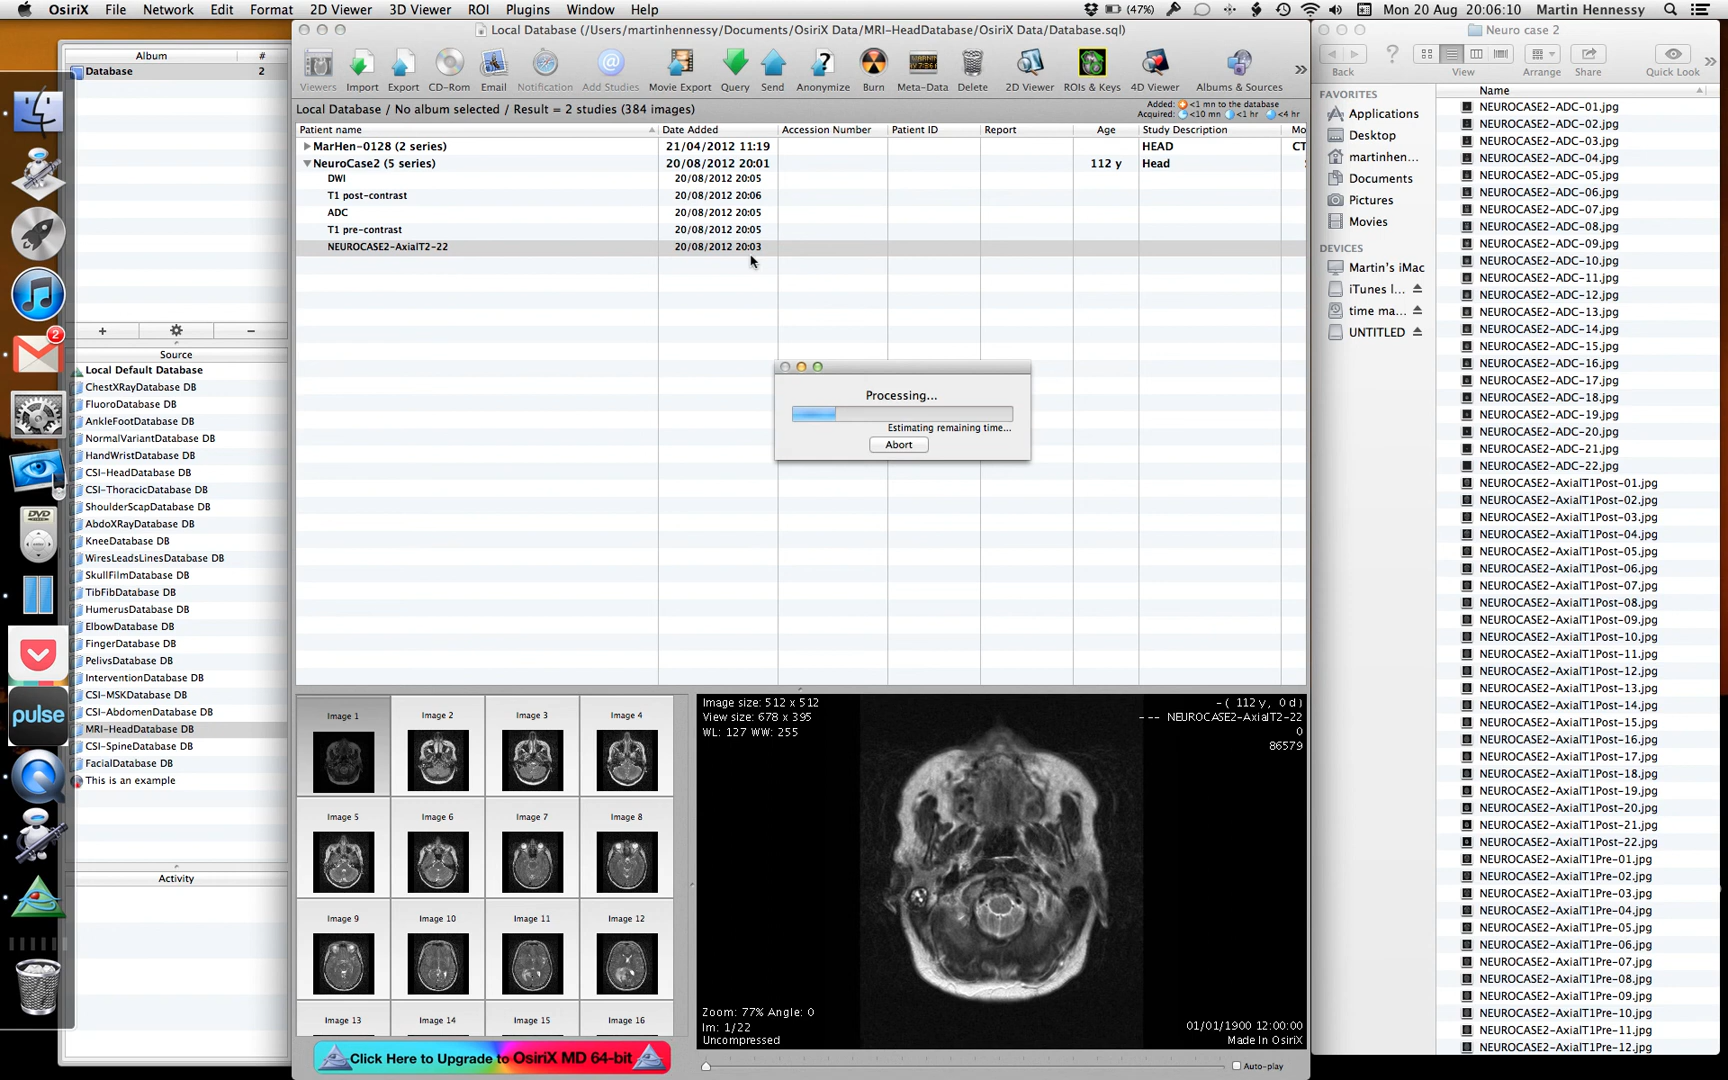 OsiriX File Network Edit Format 2D Viewer 3D Viewer ROI Plugins Window Help
(47%) Mon 20 Aug 20:06:10 Martin Hennessy
Album #
Database 2
+ −
Source
Local Default Database
ChestXRayDatabase DB
FluoroDatabase DB
AnkleFootDatabase DB
NormalVariantDatabase DB
HandWristDatabase DB
CSI-HeadDatabase DB
CSI-ThoracicDatabase DB
ShoulderScapDatabase DB
AbdoXRayDatabase DB
KneeDatabase DB
WiresLeadsLinesDatabase DB
SkullFilmDatabase DB
TibFibDatabase DB
HumerusDatabase DB
ElbowDatabase DB
FingerDatabase DB
PelivsDatabase DB
InterventionDatabase DB
CSI-MSKDatabase DB
CSI-AbdomenDatabase DB
MRI-HeadDatabase DB
CSI-SpineDatabase DB
FacialDatabase DB
This is an example
Activity
2
DVD
pulse
Local Database (/Users/martinhennessy/Documents/OsiriX Data/MRI-HeadDatabase/OsiriX Data/Database.sql)
Viewers Import Export CD-Rom Email Notification Add Studies Movie Export Query Send Anonymize Burn Meta-Data Delete 2D Viewer ROIs & Keys 4D Viewer Albums & Sources
Local Database / No album selected / Result = 2 studies (384 images)
Added: <1 mn to the database
Acquired: <10 mn <1 hr <4 hr
Patient name Date Added Accession Number Patient ID Report Age Study Description Mo
MarHen-0128 (2 series) 21/04/2012 11:19 HEAD CT
NeuroCase2 (5 series) 20/08/2012 20:01 112 y Head
DWI 20/08/2012 20:05
T1 post-contrast 20/08/2012 20:06
ADC 20/08/2012 20:05
T1 pre-contrast 20/08/2012 20:05
NEUROCASE2-AxialT2-22 20/08/2012 20:03
Processing...
Estimating remaining time...
Abort
Image 1 Image 2 Image 3 Image 4
Image 5 Image 6 Image 7 Image 8
Image 9 Image 10 Image 11 Image 12
Image 13 Image 14 Image 15 Image 16
Click Here to Upgrade to OsiriX MD 64-bit
Image size: 512 x 512
View size: 678 x 395
WL: 127 WW: 255
- ( 112 y, 0 d )
--- NEUROCASE2-AxialT2-22
0
86579
Zoom: 77% Angle: 0
Im: 1/22
Uncompressed
01/01/1900 12:00:00
Made In OsiriX
Auto-play
Neuro case 2
Back View Arrange Share Quick Look
FAVORITES
Applications
Desktop
martinhen...
Documents
Pictures
Movies
DEVICES
Martin's iMac
iTunes l...
time ma...
UNTITLED
Name
NEUROCASE2-ADC-01.jpg
NEUROCASE2-ADC-02.jpg
NEUROCASE2-ADC-03.jpg
NEUROCASE2-ADC-04.jpg
NEUROCASE2-ADC-05.jpg
NEUROCASE2-ADC-06.jpg
NEUROCASE2-ADC-07.jpg
NEUROCASE2-ADC-08.jpg
NEUROCASE2-ADC-09.jpg
NEUROCASE2-ADC-10.jpg
NEUROCASE2-ADC-11.jpg
NEUROCASE2-ADC-12.jpg
NEUROCASE2-ADC-13.jpg
NEUROCASE2-ADC-14.jpg
NEUROCASE2-ADC-15.jpg
NEUROCASE2-ADC-16.jpg
NEUROCASE2-ADC-17.jpg
NEUROCASE2-ADC-18.jpg
NEUROCASE2-ADC-19.jpg
NEUROCASE2-ADC-20.jpg
NEUROCASE2-ADC-21.jpg
NEUROCASE2-ADC-22.jpg
NEUROCASE2-AxialT1Post-01.jpg
NEUROCASE2-AxialT1Post-02.jpg
NEUROCASE2-AxialT1Post-03.jpg
NEUROCASE2-AxialT1Post-04.jpg
NEUROCASE2-AxialT1Post-05.jpg
NEUROCASE2-AxialT1Post-06.jpg
NEUROCASE2-AxialT1Post-07.jpg
NEUROCASE2-AxialT1Post-08.jpg
NEUROCASE2-AxialT1Post-09.jpg
NEUROCASE2-AxialT1Post-10.jpg
NEUROCASE2-AxialT1Post-11.jpg
NEUROCASE2-AxialT1Post-12.jpg
NEUROCASE2-AxialT1Post-13.jpg
NEUROCASE2-AxialT1Post-14.jpg
NEUROCASE2-AxialT1Post-15.jpg
NEUROCASE2-AxialT1Post-16.jpg
NEUROCASE2-AxialT1Post-17.jpg
NEUROCASE2-AxialT1Post-18.jpg
NEUROCASE2-AxialT1Post-19.jpg
NEUROCASE2-AxialT1Post-20.jpg
NEUROCASE2-AxialT1Post-21.jpg
NEUROCASE2-AxialT1Post-22.jpg
NEUROCASE2-AxialT1Pre-01.jpg
NEUROCASE2-AxialT1Pre-02.jpg
NEUROCASE2-AxialT1Pre-03.jpg
NEUROCASE2-AxialT1Pre-04.jpg
NEUROCASE2-AxialT1Pre-05.jpg
NEUROCASE2-AxialT1Pre-06.jpg
NEUROCASE2-AxialT1Pre-07.jpg
NEUROCASE2-AxialT1Pre-08.jpg
NEUROCASE2-AxialT1Pre-09.jpg
NEUROCASE2-AxialT1Pre-10.jpg
NEUROCASE2-AxialT1Pre-11.jpg
NEUROCASE2-AxialT1Pre-12.jpg